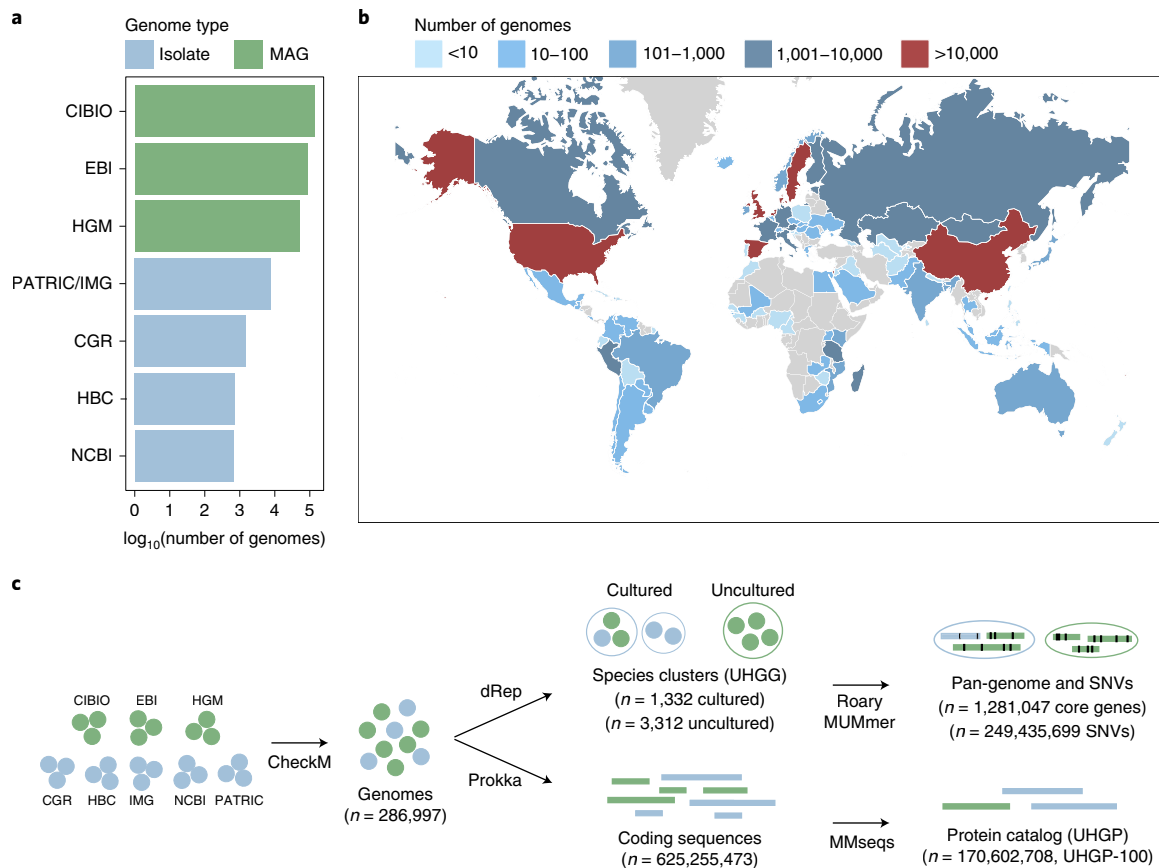 a
Genome type
Isolate MAG
CIBIO
EBI
HGM
PATRIC/IMG
CGR
HBC
NCBI
0 1 2 3 4 5
log10(number of genomes)
b
Number of genomes
<10 10–100 101–1,000 1,001–10,000 >10,000
c
CIBIO EBI HGM
CGR HBC IMG NCBI PATRIC
CheckM
Genomes
(n = 286,997)
dRep
Prokka
Cultured Uncultured
Species clusters (UHGG)
(n = 1,332 cultured)
(n = 3,312 uncultured)
Coding sequences
(n = 625,255,473)
Roary
MUMmer
MMseqs
Pan-genome and SNVs
(n = 1,281,047 core genes)
(n = 249,435,699 SNVs)
Protein catalog (UHGP)
(n = 170,602,708, UHGP-100)